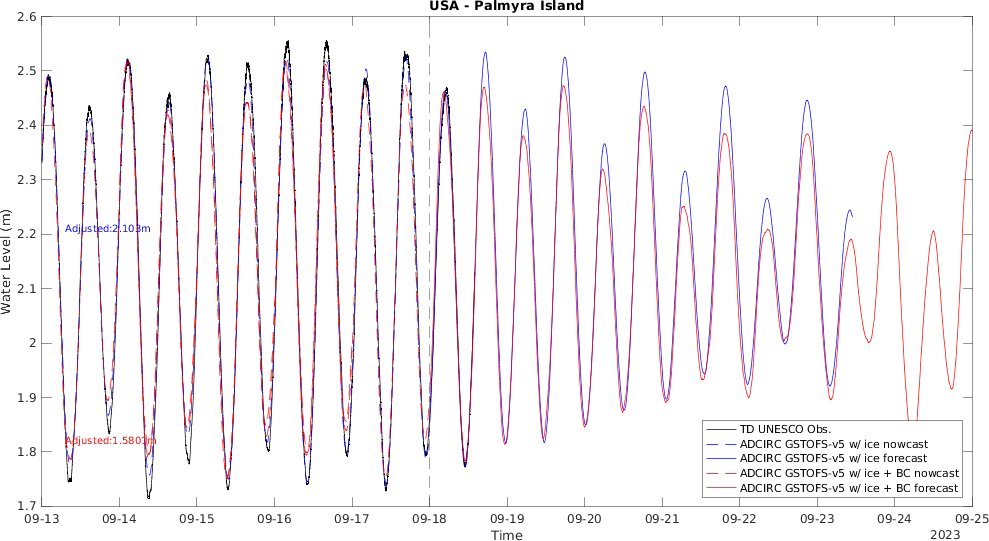 USA - Palmyra Island
2.6
2.5
2.4
2.3
2.2
2.1
2
1.9
1.8
1.7
Water Level (m)
Adjusted:2.103m
Adjusted:1.5801m
TD UNESCO Obs.
ADCIRC GSTOFS-v5 w/ ice nowcast
ADCIRC GSTOFS-v5 w/ ice forecast
ADCIRC GSTOFS-v5 w/ ice + BC nowcast
ADCIRC GSTOFS-v5 w/ ice + BC forecast
09-13 09-14 09-15 09-16 09-17 09-18 09-19 09-20 09-21 09-22 09-23 09-24 09-25
Time
2023